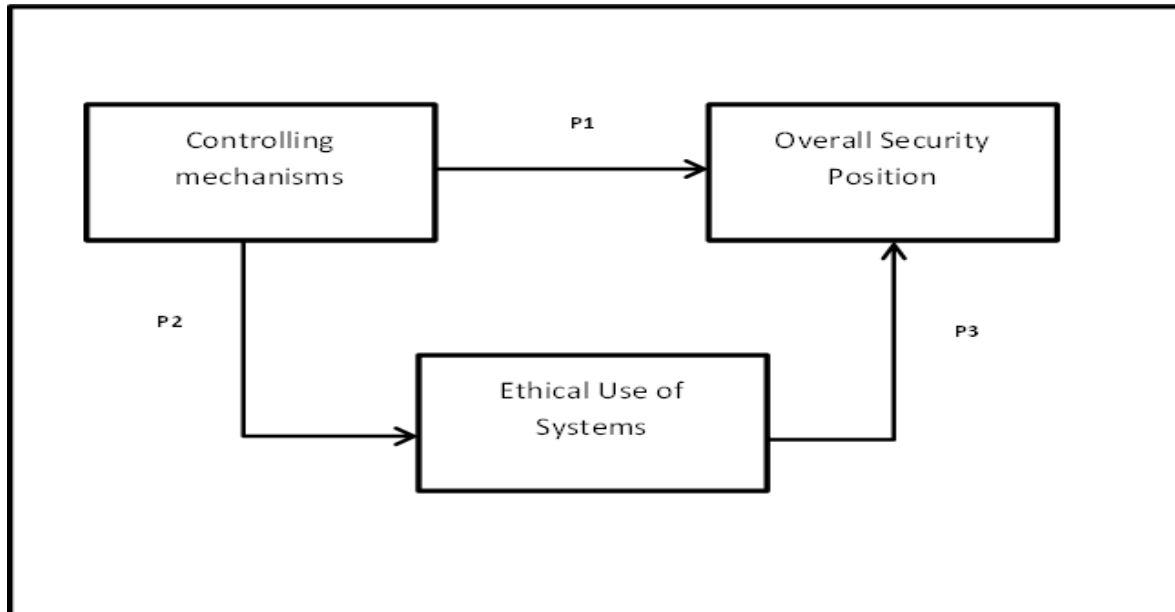 Controlling
mechanisms
P1
Overall Security
Position
P2
Ethical Use of
Systems
P3